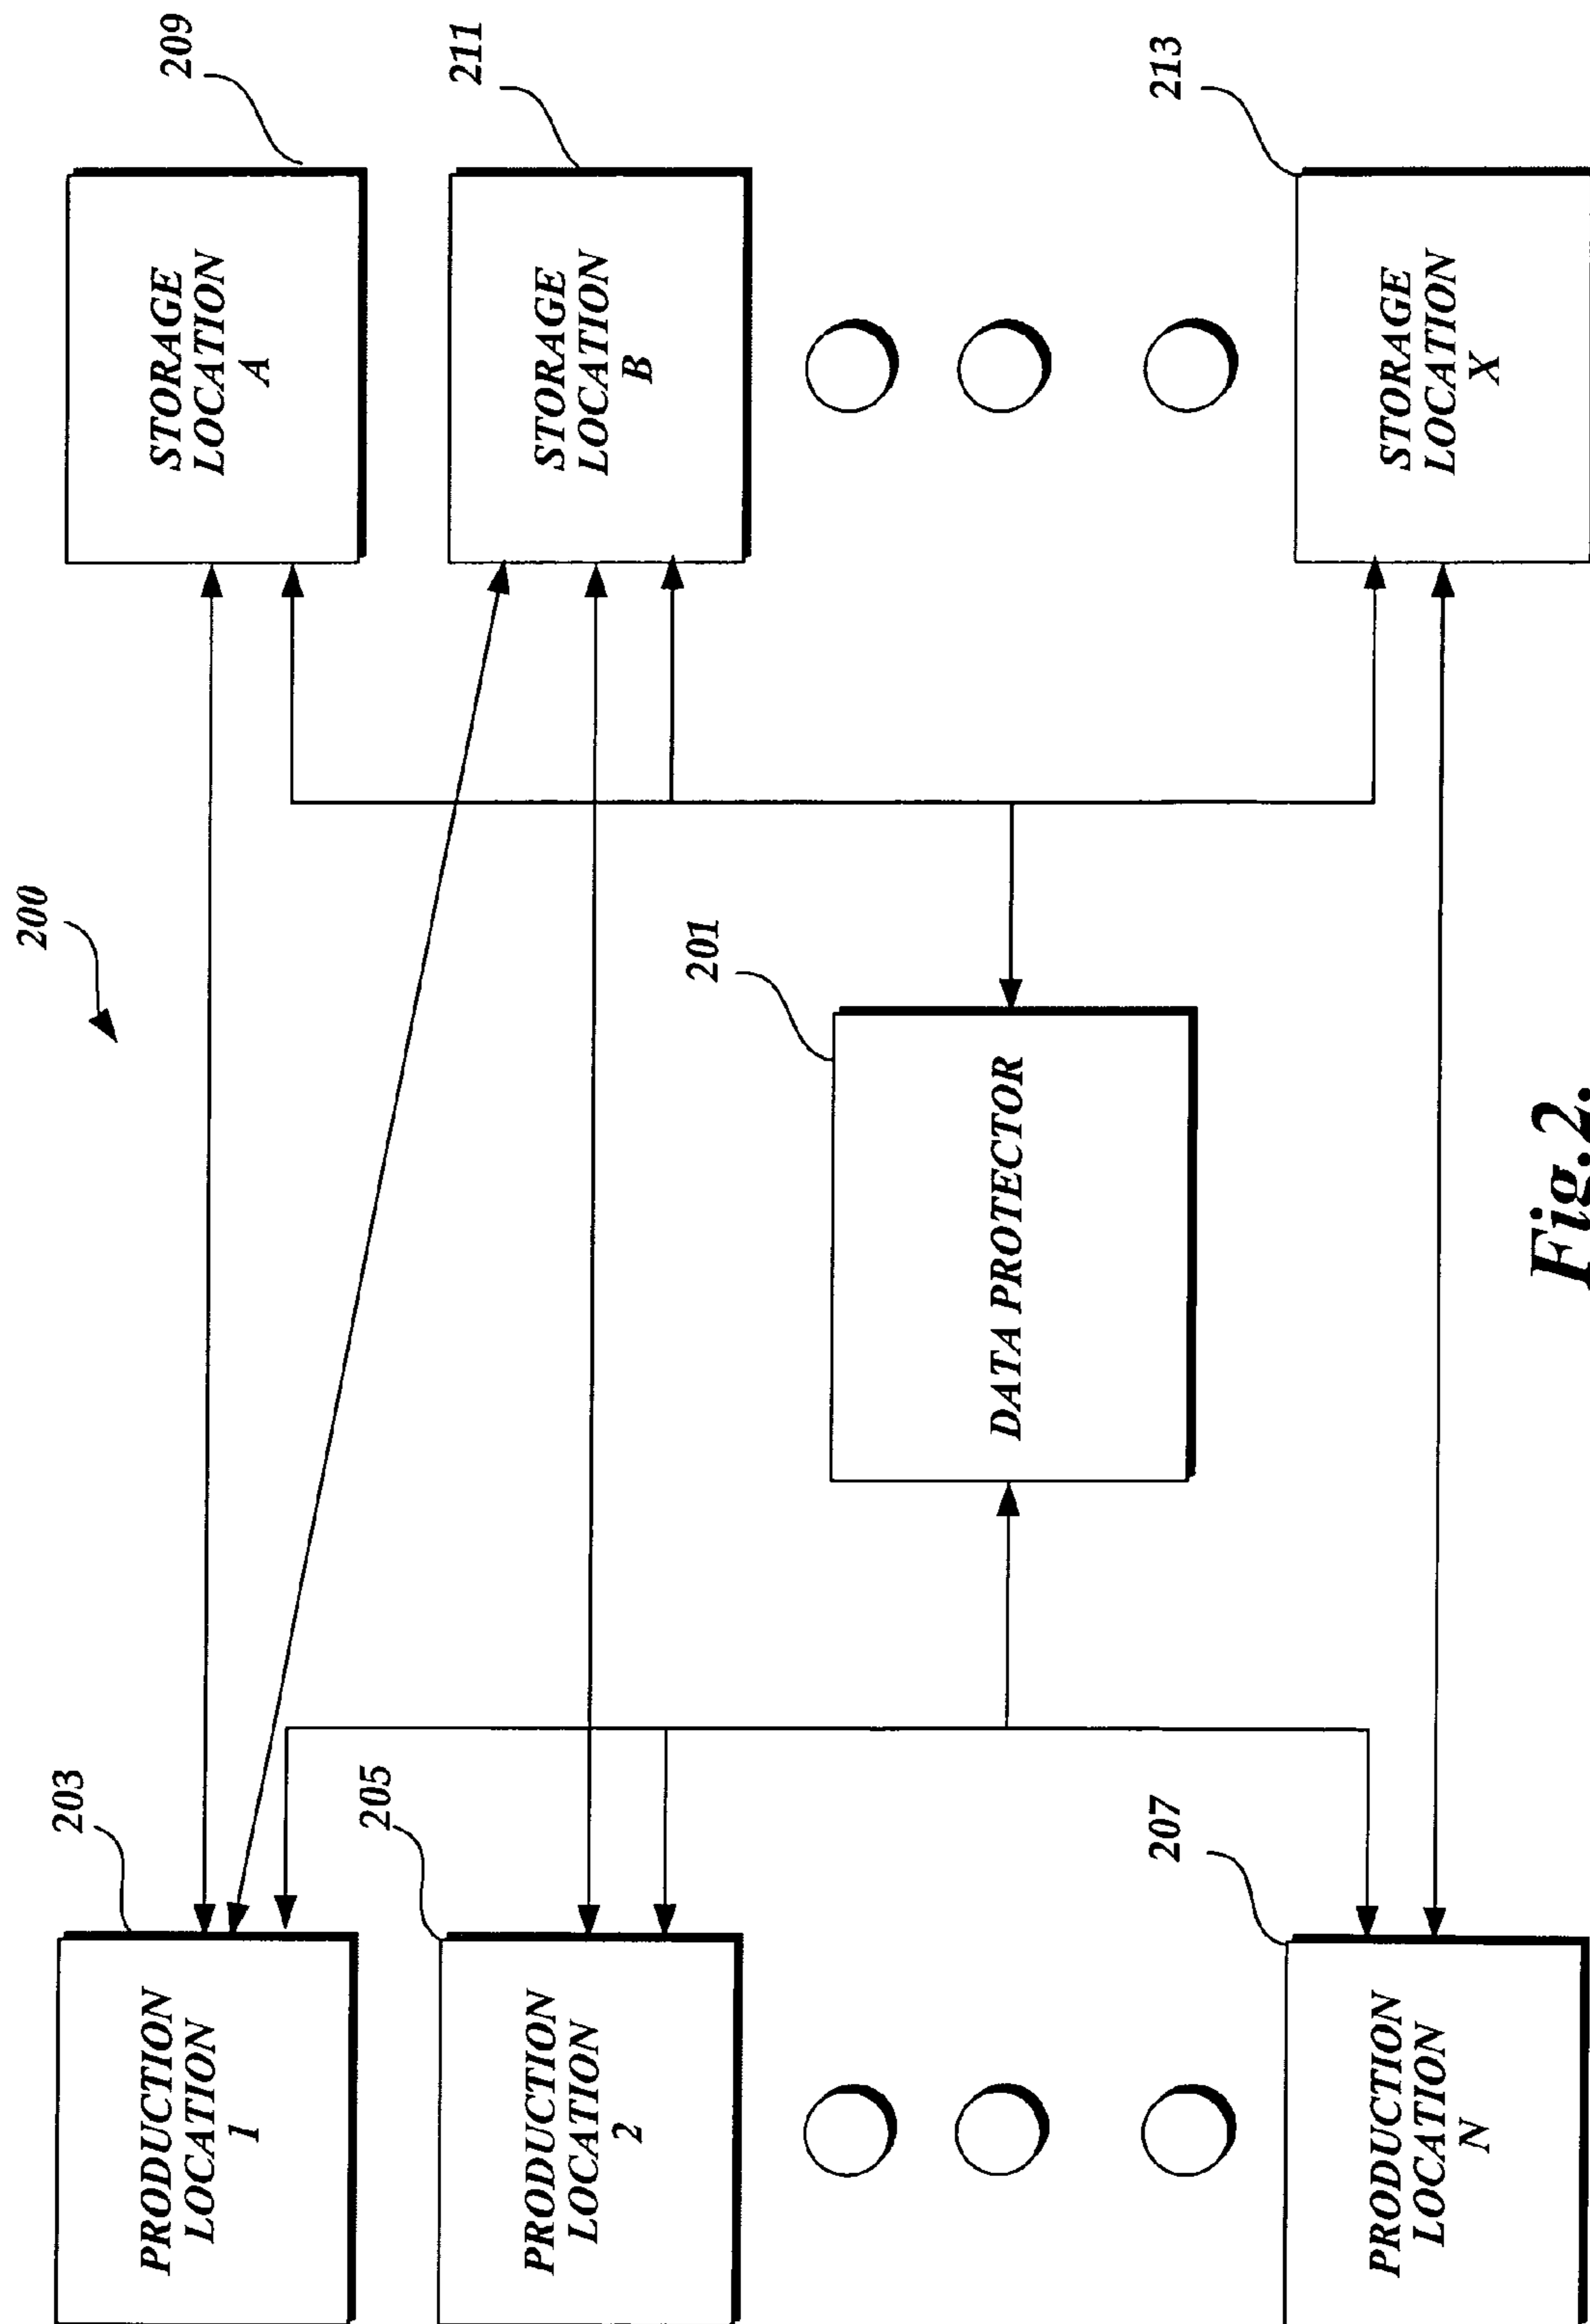 200
203
PRODUCTION
LOCATION
1
209
STORAGE
LOCATION
A
205
PRODUCTION
LOCATION
2
211
STORAGE
LOCATION
B
201
DATA PROTECTOR
207
PRODUCTION
LOCATION
N
213
STORAGE
LOCATION
X
Fig.2.